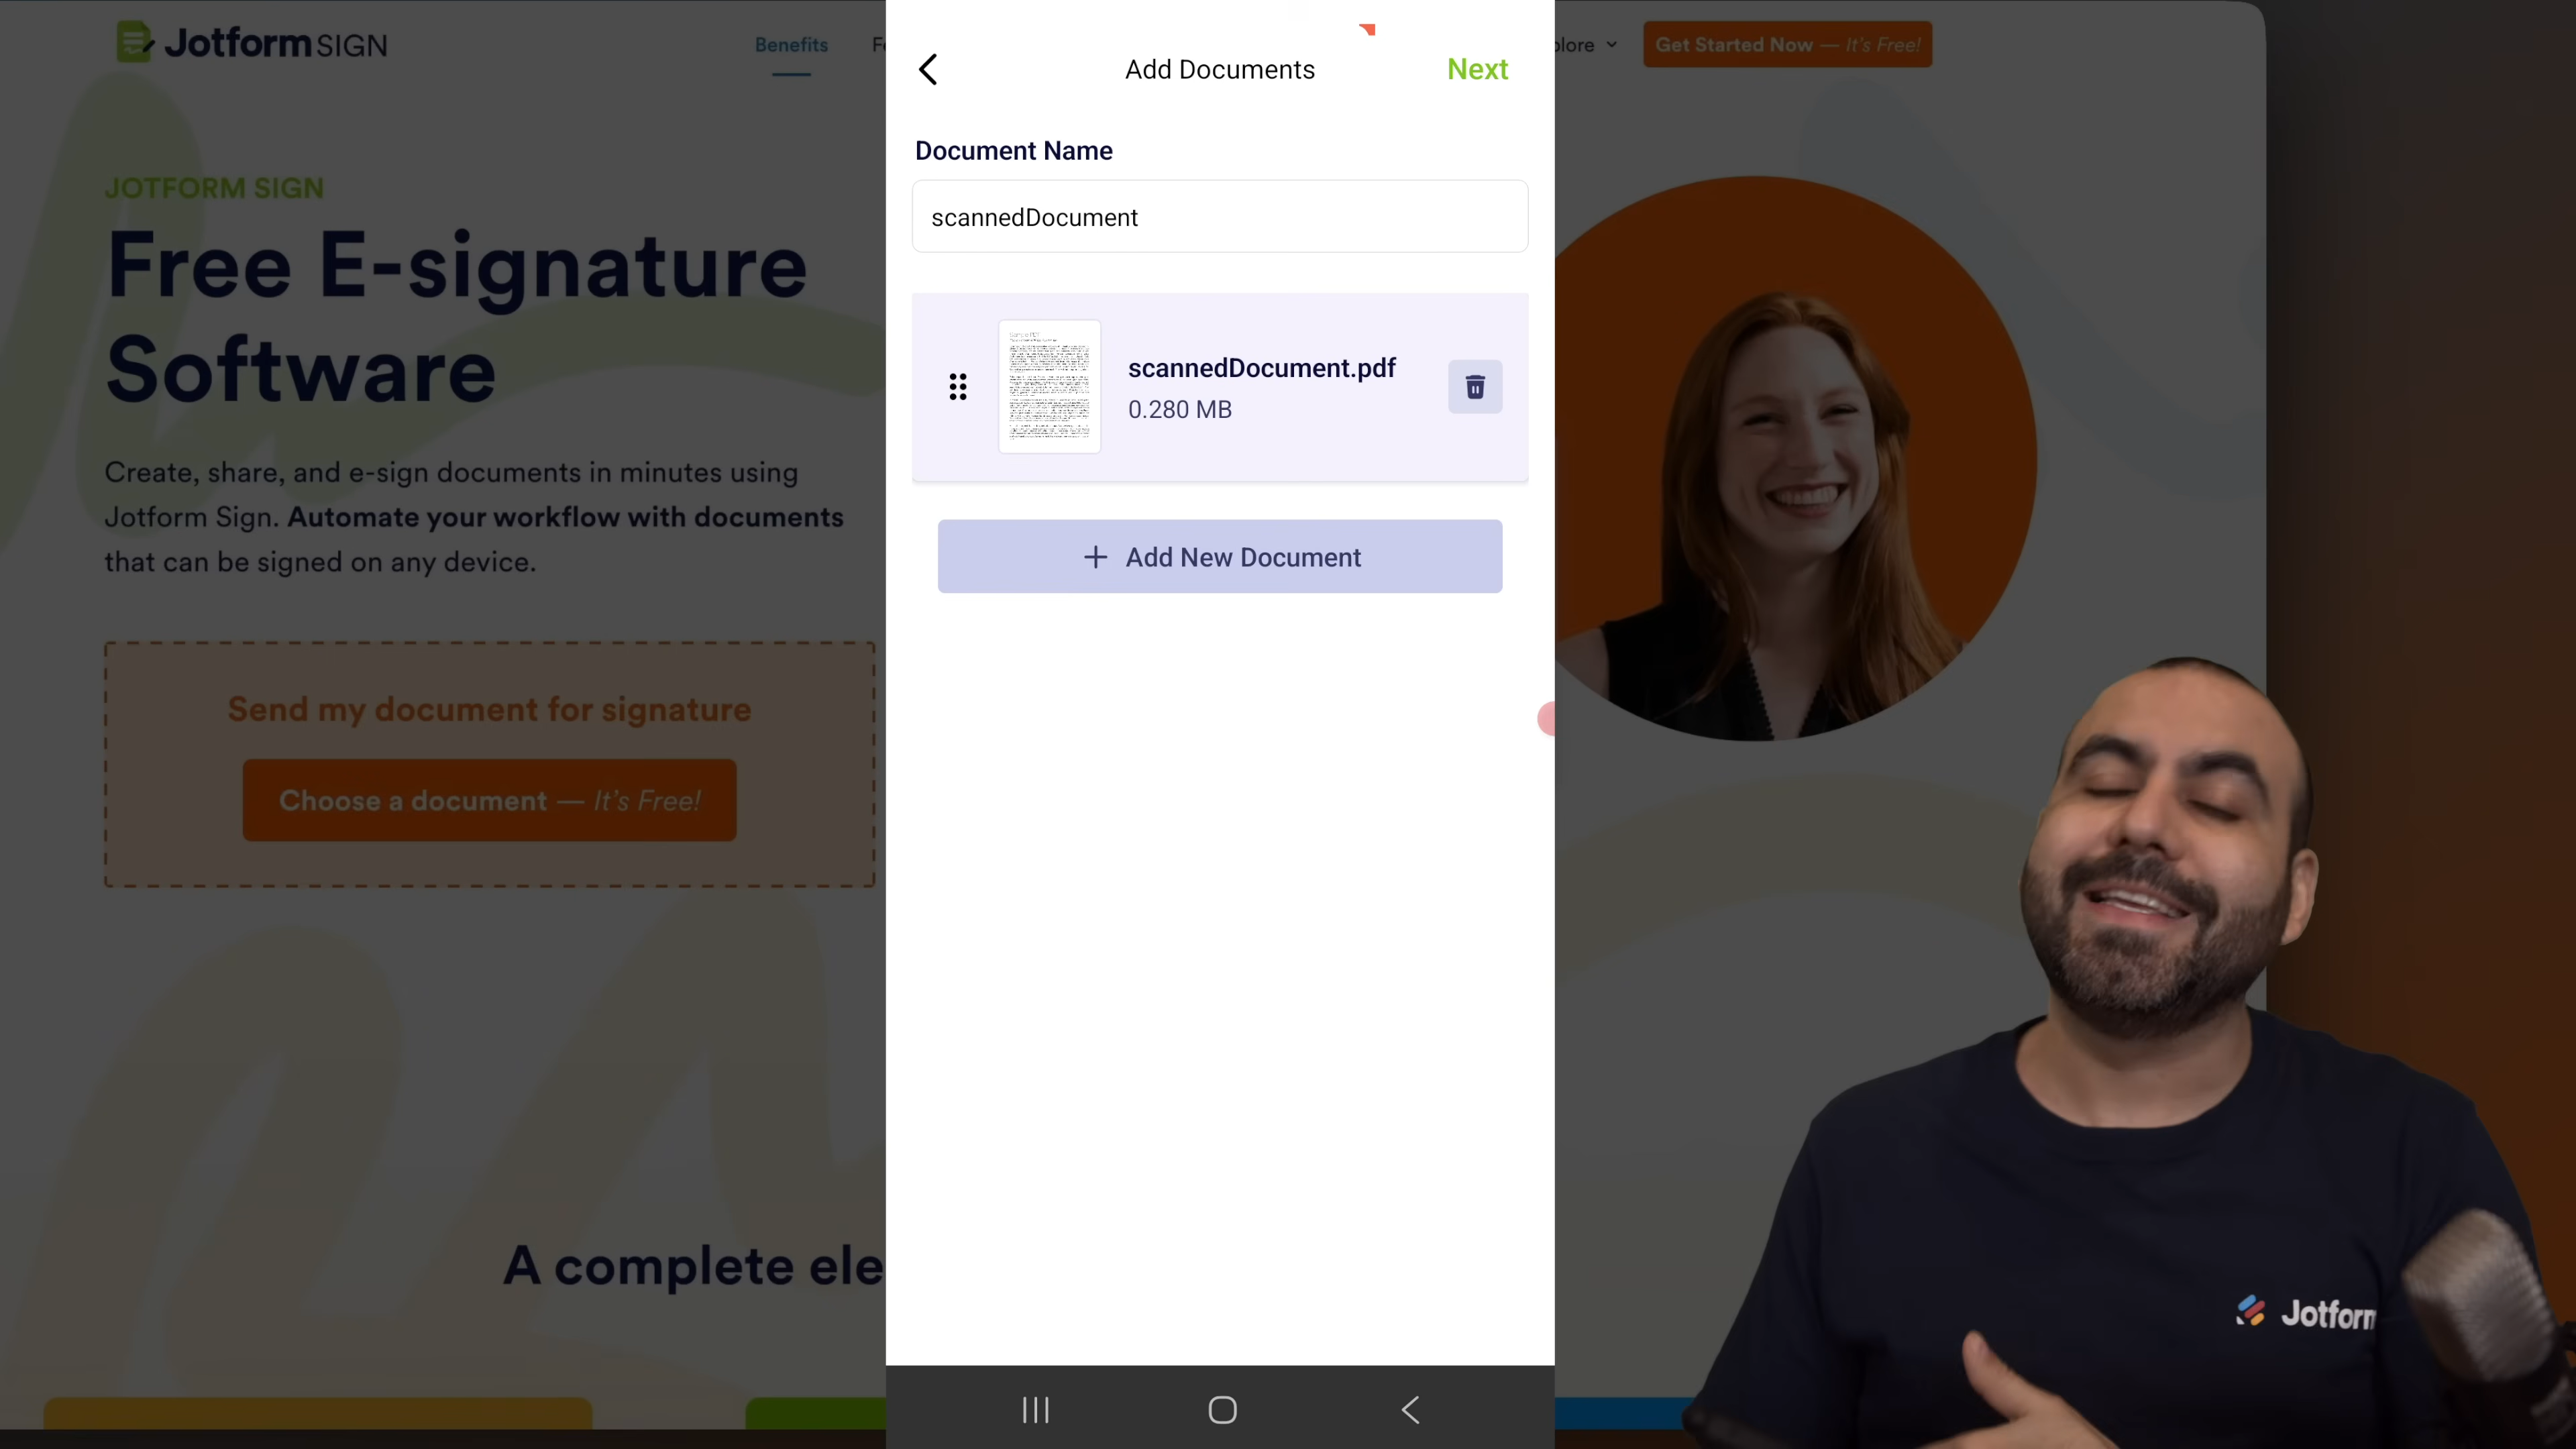 Jotform SIGN
Benefits
Get Started Now — It's Free!
JOTFORM SIGN
Free E-signature
Software
Create, share, and e-sign documents in minutes using
Jotform Sign. Automate your workflow with documents
that can be signed on any device.
Send my document for signature
Choose a document — It's Free!
A complete ele
Add Documents
Next
Document Name
scannedDocument
scannedDocument.pdf
0.280 MB
+ Add New Document
Jotform